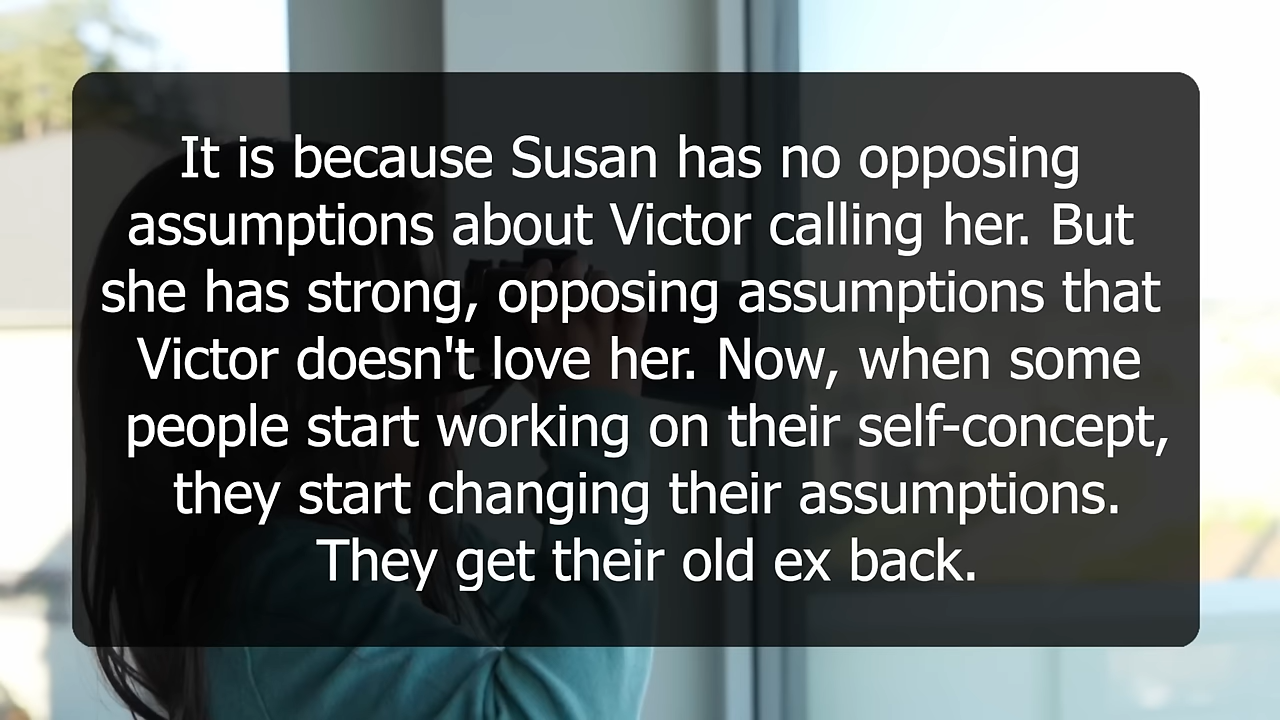 It is because Susan has no opposing
assumptions about Victor calling her. But
she has strong, opposing assumptions that
Victor doesn't love her. Now, when some
people start working on their self-concept,
they start changing their assumptions.
They get their old ex back.